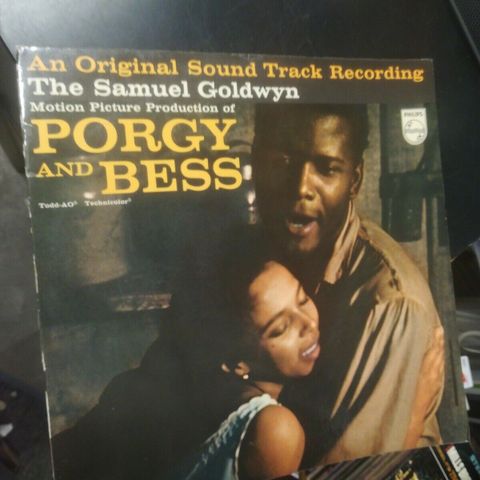 An Original Sound Track Recording
The Samuel Goldwyn
Motion Picture Production of
PORGY
AND BESS
Todd-AO® Technicolor®
PHILIPS